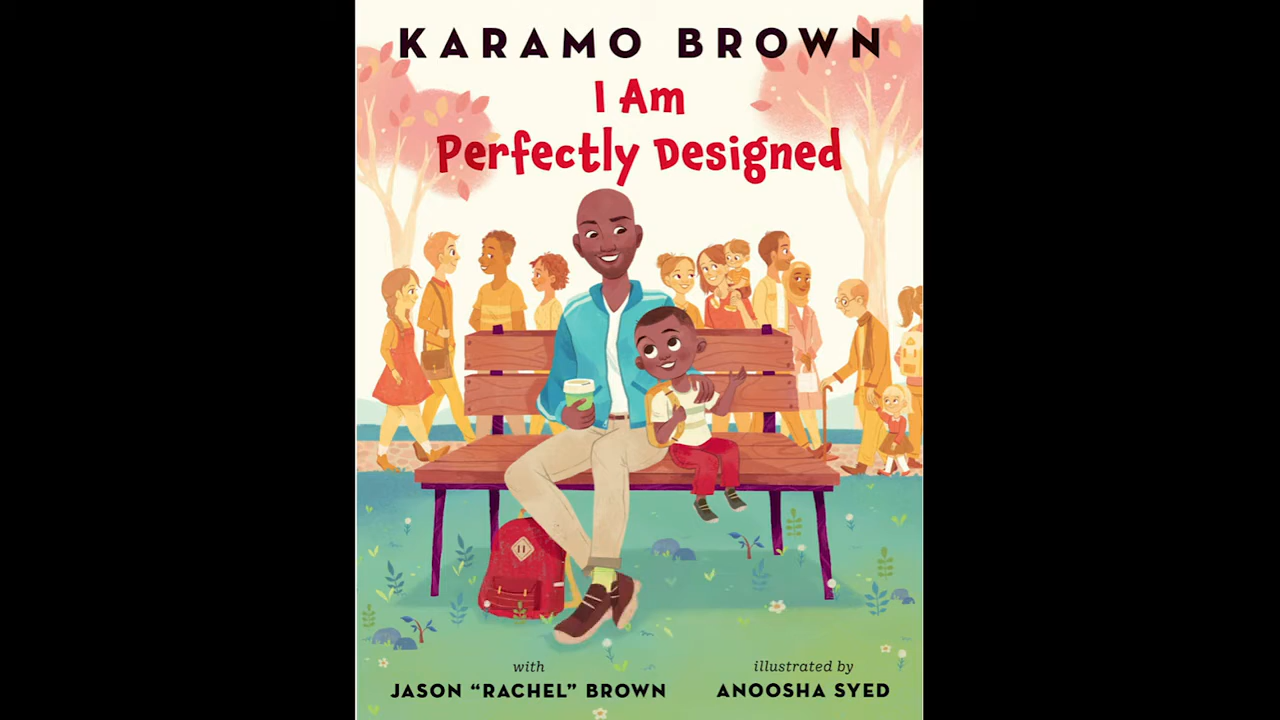 KARAMO BROWN
I Am
Perfectly Designed
with
JASON “RACHEL” BROWN
illustrated by
ANOOSHA SYED